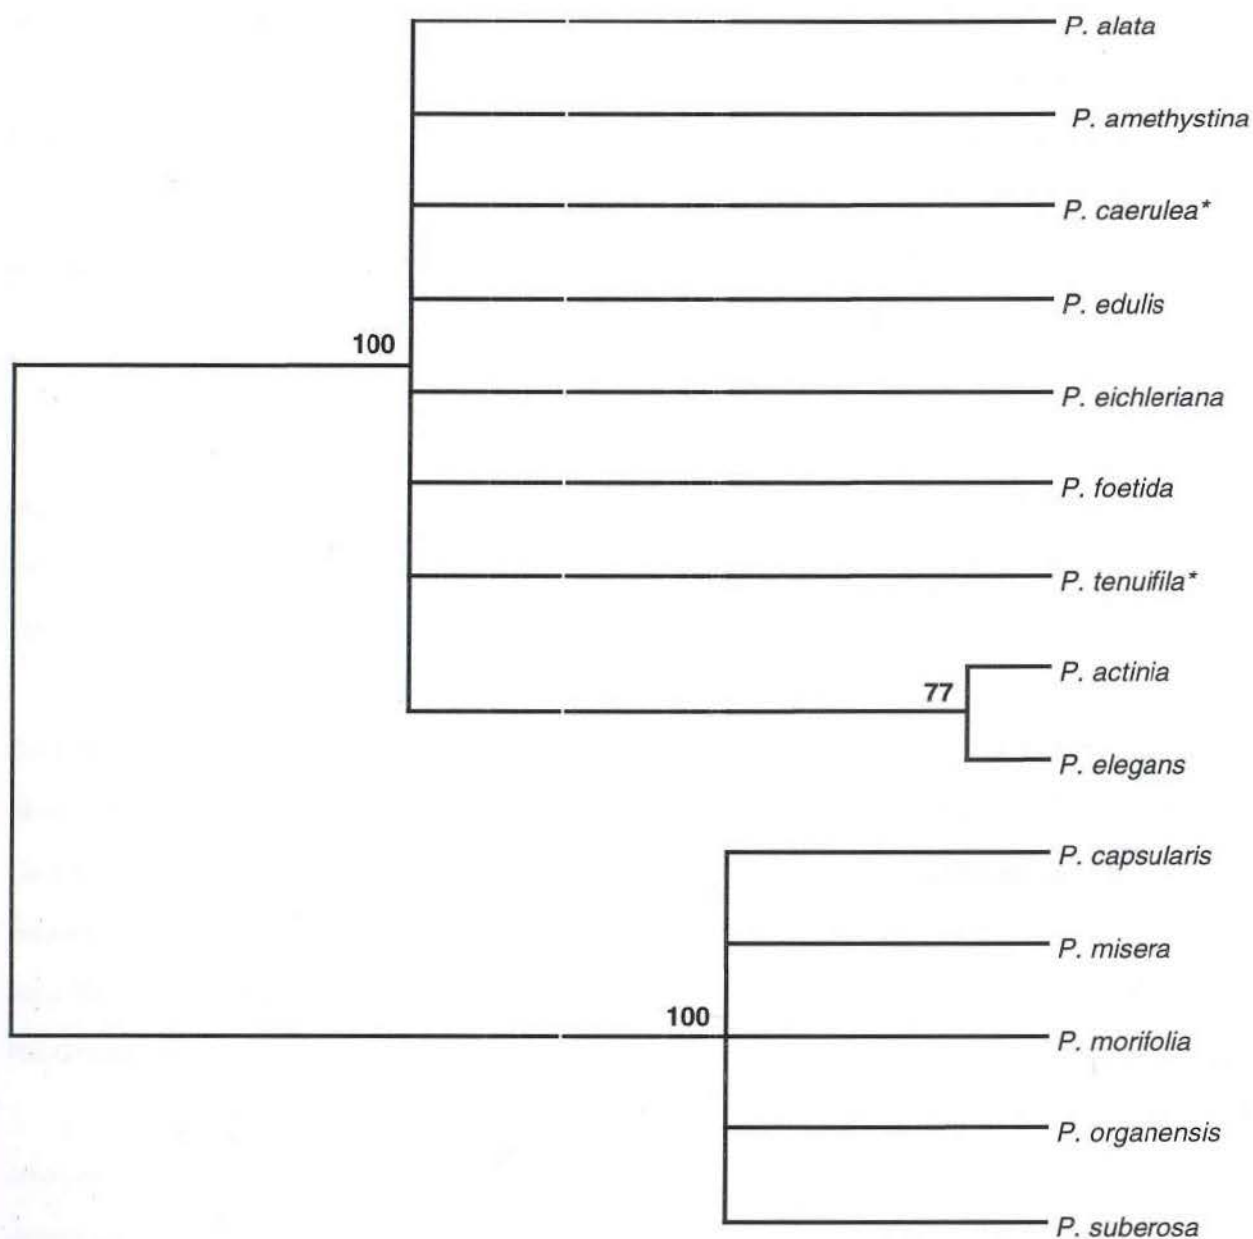 P. alata
P. amethystina
P. caerulea*
P. edulis
100
P. eichleriana
P. foetida
P. tenuifila*
P. actinia
77
P. elegans
P. capsularis
P. misera
100
P. morifolia
P. organensis
P. suberosa